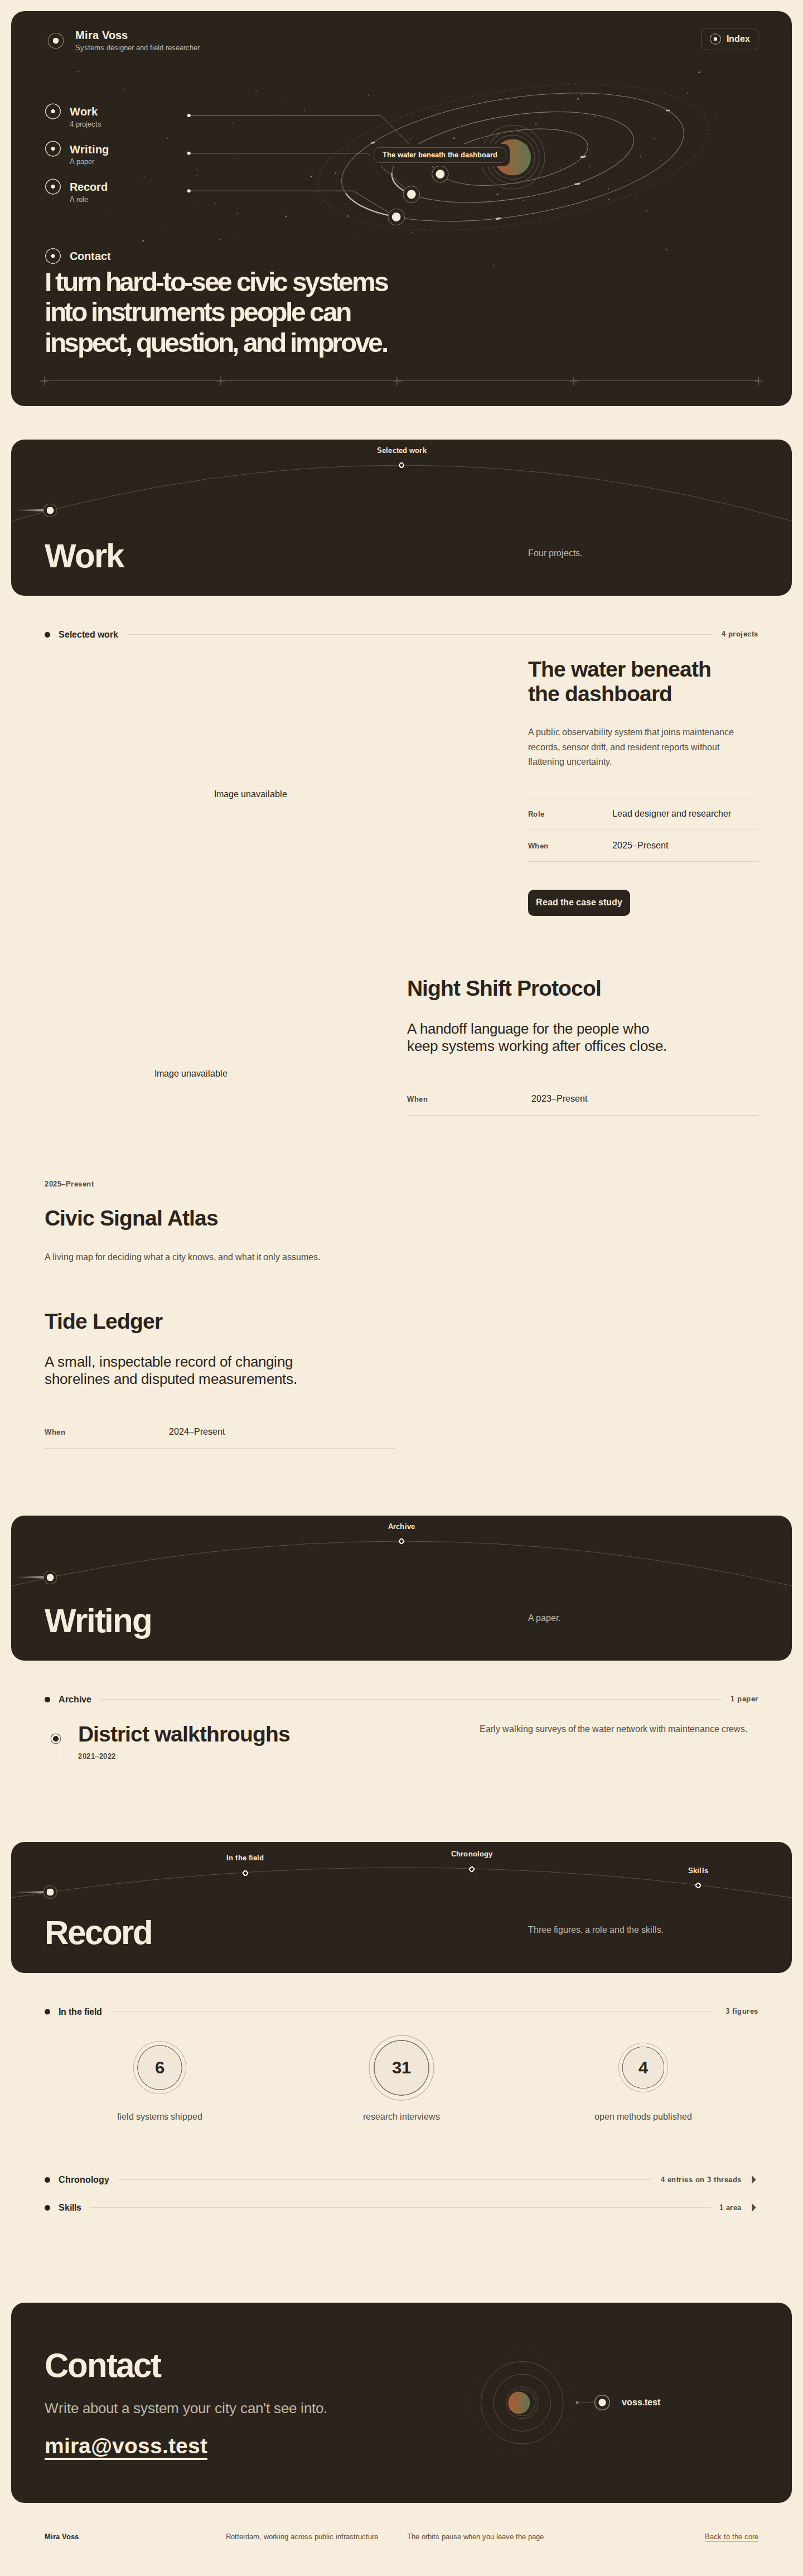 Mira Voss
Systems designer and field researcher
Index
Work
4 projects
Writing
A paper
Record
A role
The water beneath the dashboard
Contact
I turn hard-to-see civic systems
into instruments people can
inspect, question, and improve.
Selected work
Work
Four projects.
Selected work
4 projects
The water beneath
the dashboard
A public observability system that joins maintenance
records, sensor drift, and resident reports without
flattening uncertainty.
Image unavailable
Role
Lead designer and researcher
When
2025–Present
Read the case study
Night Shift Protocol
A handoff language for the people who
keep systems working after offices close.
Image unavailable
When
2023–Present
2025–Present
Civic Signal Atlas
A living map for deciding what a city knows, and what it only assumes.
Tide Ledger
A small, inspectable record of changing
shorelines and disputed measurements.
When
2024–Present
Archive
Writing
A paper.
Archive
1 paper
District walkthroughs
2021–2022
Early walking surveys of the water network with maintenance crews.
In the field
Chronology
Skills
Record
Three figures, a role and the skills.
In the field
3 figures
6
31
4
field systems shipped
research interviews
open methods published
Chronology
4 entries on 3 threads
Skills
1 area
Contact
Write about a system your city can't see into.
mira@voss.test
voss.test
Mira Voss
Rotterdam, working across public infrastructure
The orbits pause when you leave the page.
Back to the core